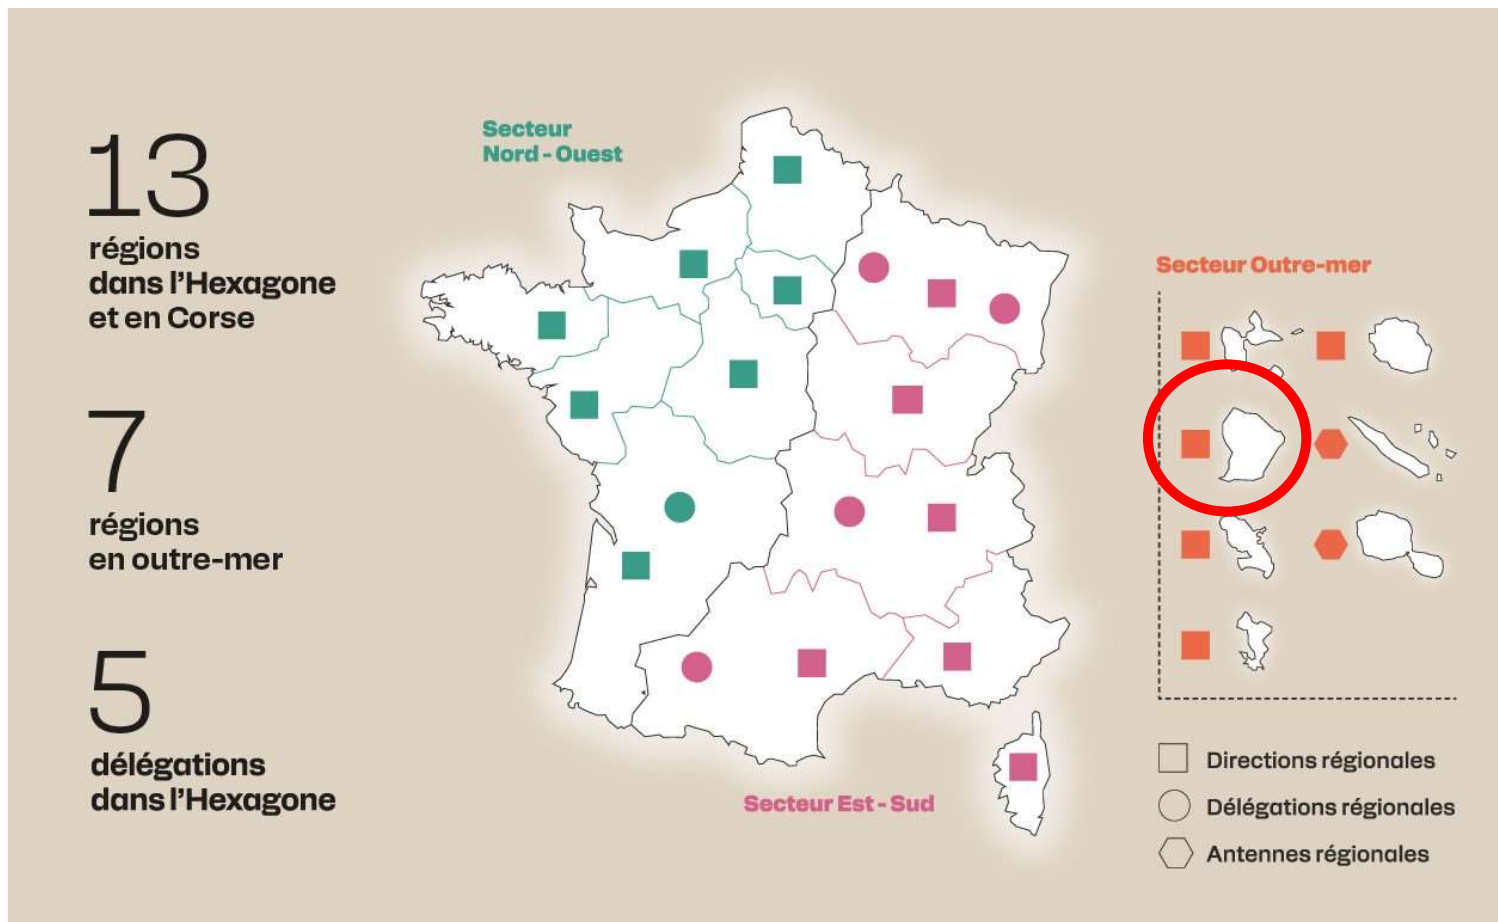 13
régions
dans l’Hexagone
et en Corse
7
régions
en outre-mer
5
délégations
dans l’Hexagone
Secteur
Nord - Ouest
Secteur Est - Sud
Secteur Outre-mer
Directions régionales
Délégations régionales
Antennes régionales